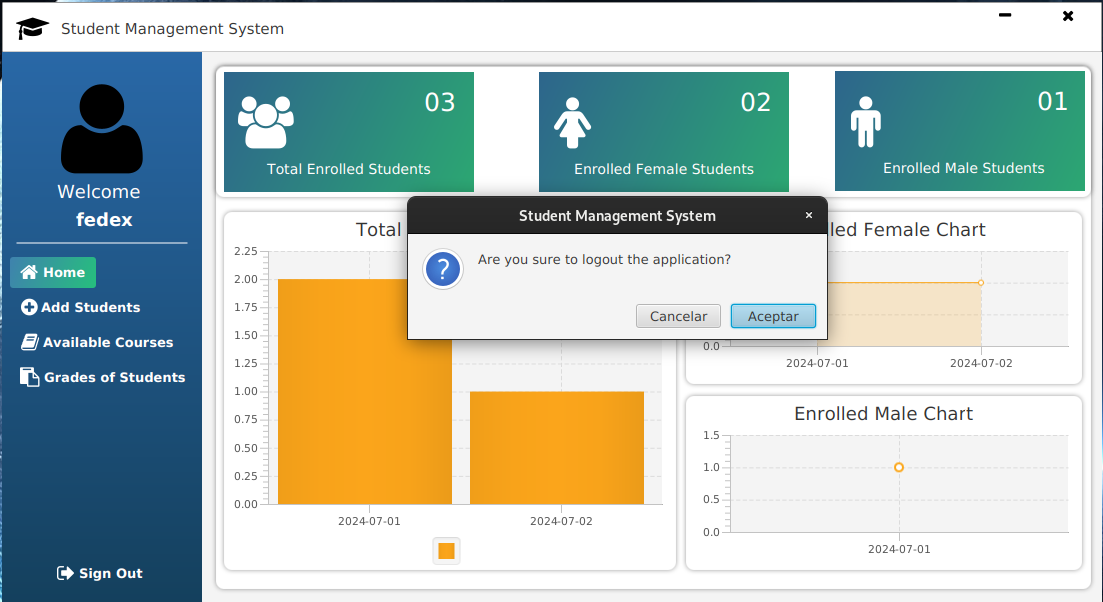 Student Management System
Welcome
fedex
Home
Add Students
Available Courses
Grades of Students
Sign Out
03
Total Enrolled Students
02
Enrolled Female Students
01
Enrolled Male Students
Student Management System
Are you sure to logout the application?
Cancelar
Aceptar
Total
2.25
2.00
1.75
1.50
1.25
1.00
0.75
0.50
0.25
0.00
2024-07-01
2024-07-02
led Female Chart
0.0
2024-07-01
2024-07-02
Enrolled Male Chart
1.5
1.0
0.5
0.0
2024-07-01